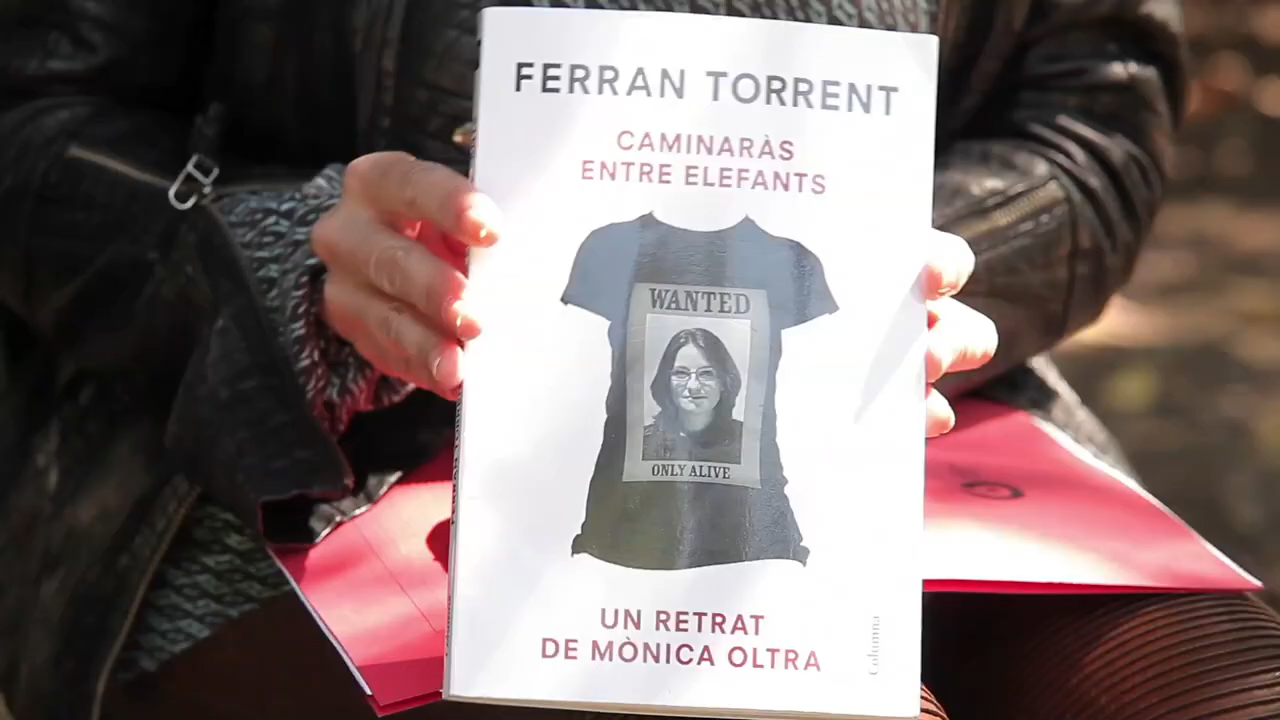 FERRAN TORRENT
CAMINARÀS
ENTRE ELEFANTS
WANTED
ONLY ALIVE
UN RETRAT
DE MÒNICA OLTRA
Columna